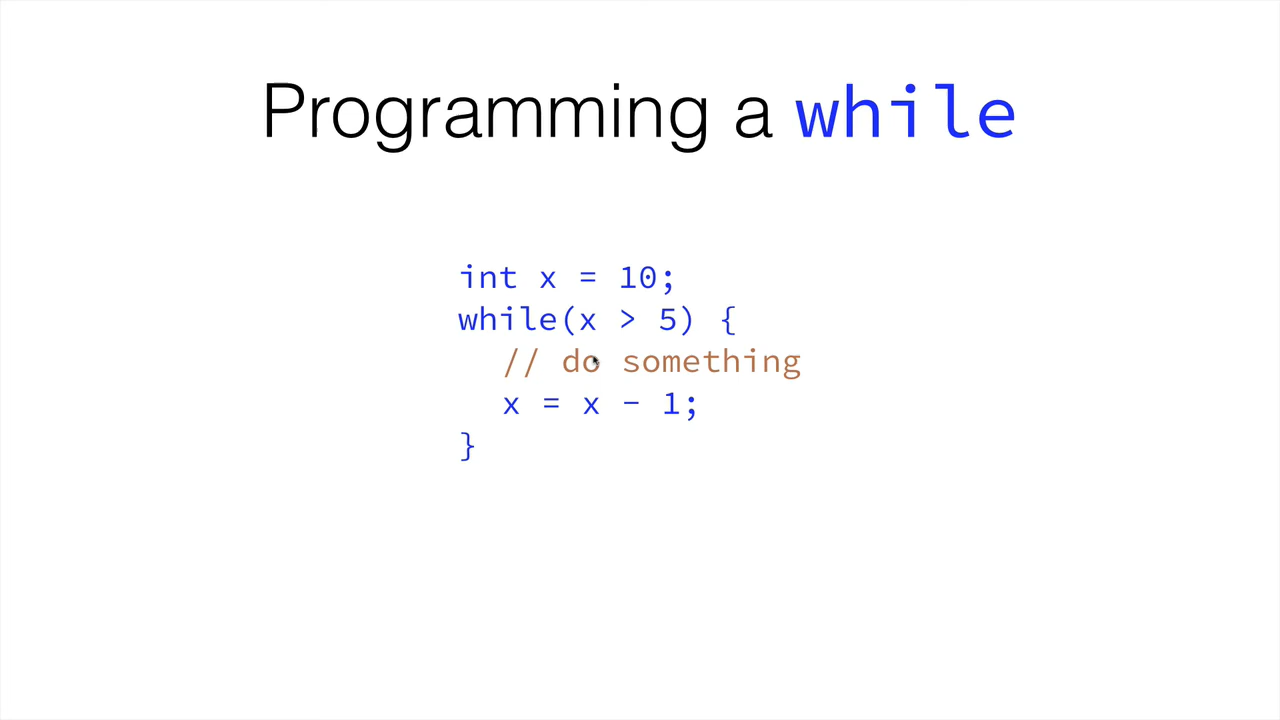 Programming a while
int x = 10;
while(x > 5) {
// do something
x = x - 1;
}